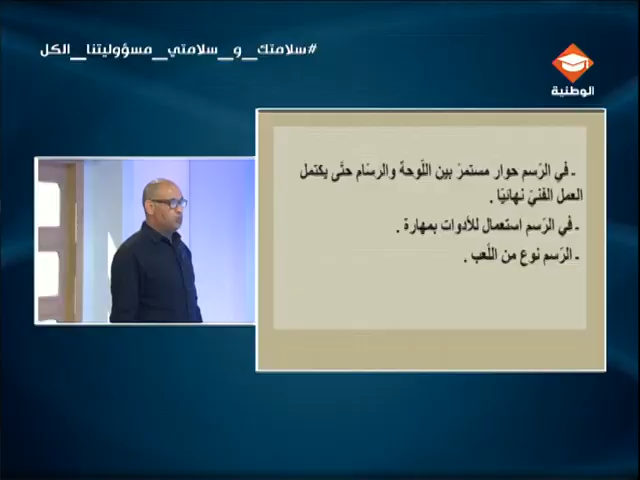 #سلامتك_و_سلامتي_مسؤوليتنا_الكل
الوطنية
ـ في الرّسم حوار مستمرّ بين اللّوحة والرسّام حتَّى يكتمل
العمل الفنيّ نهائيّا .
ـ في الرّسم استعمال للأدوات بمهارة .
ـ الرّسم نوع من اللّعب .